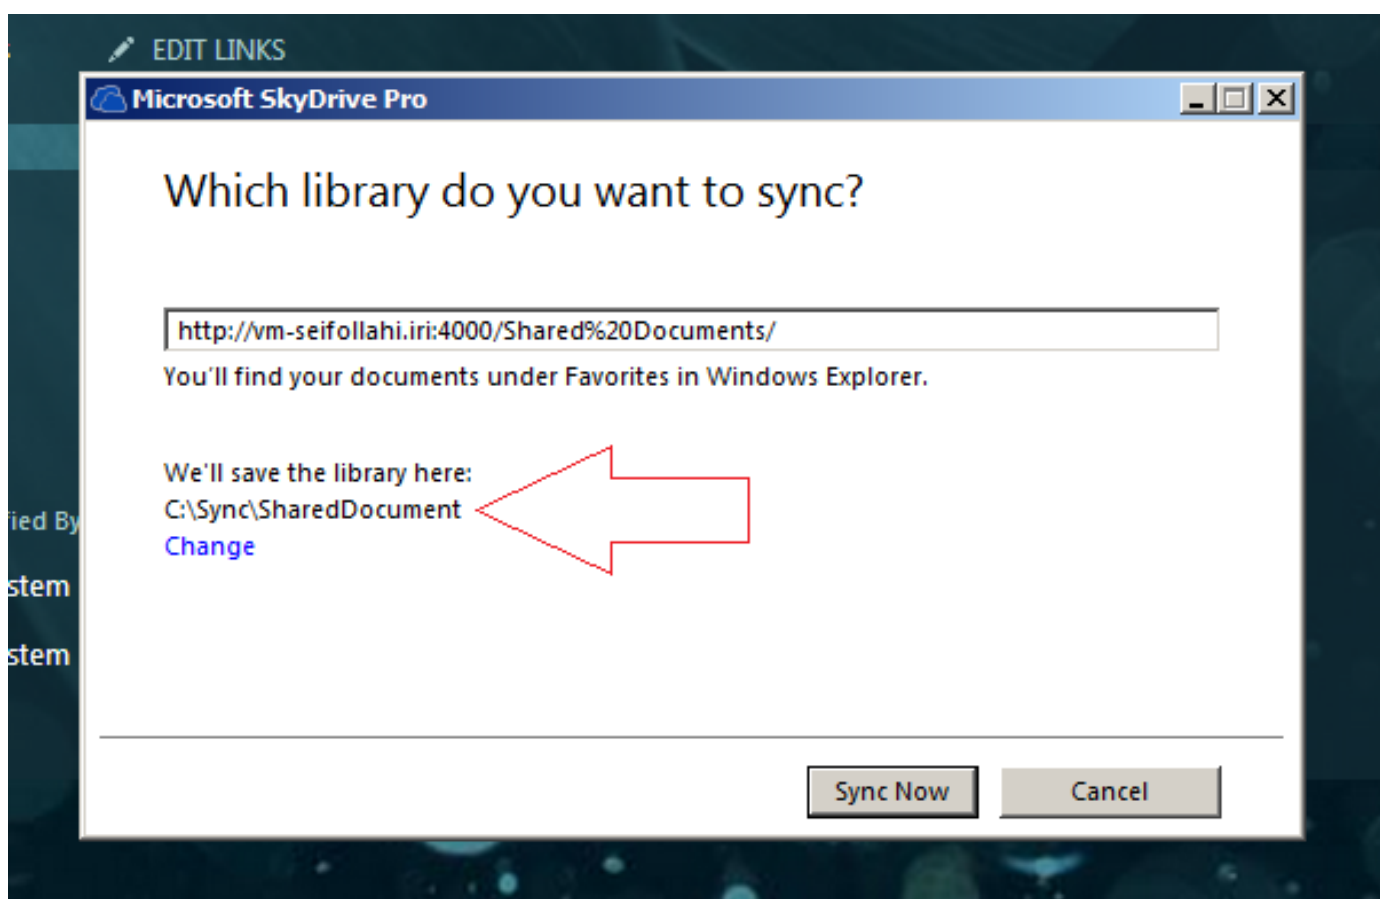 EDIT LINKS
Microsoft SkyDrive Pro
Which library do you want to sync?
http://vm-seifollahi.iri:4000/Shared%20Documents/
You'll find your documents under Favorites in Windows Explorer.
We'll save the library here:
C:\Sync\SharedDocument
Change
fied By
stem
stem
Sync Now
Cancel